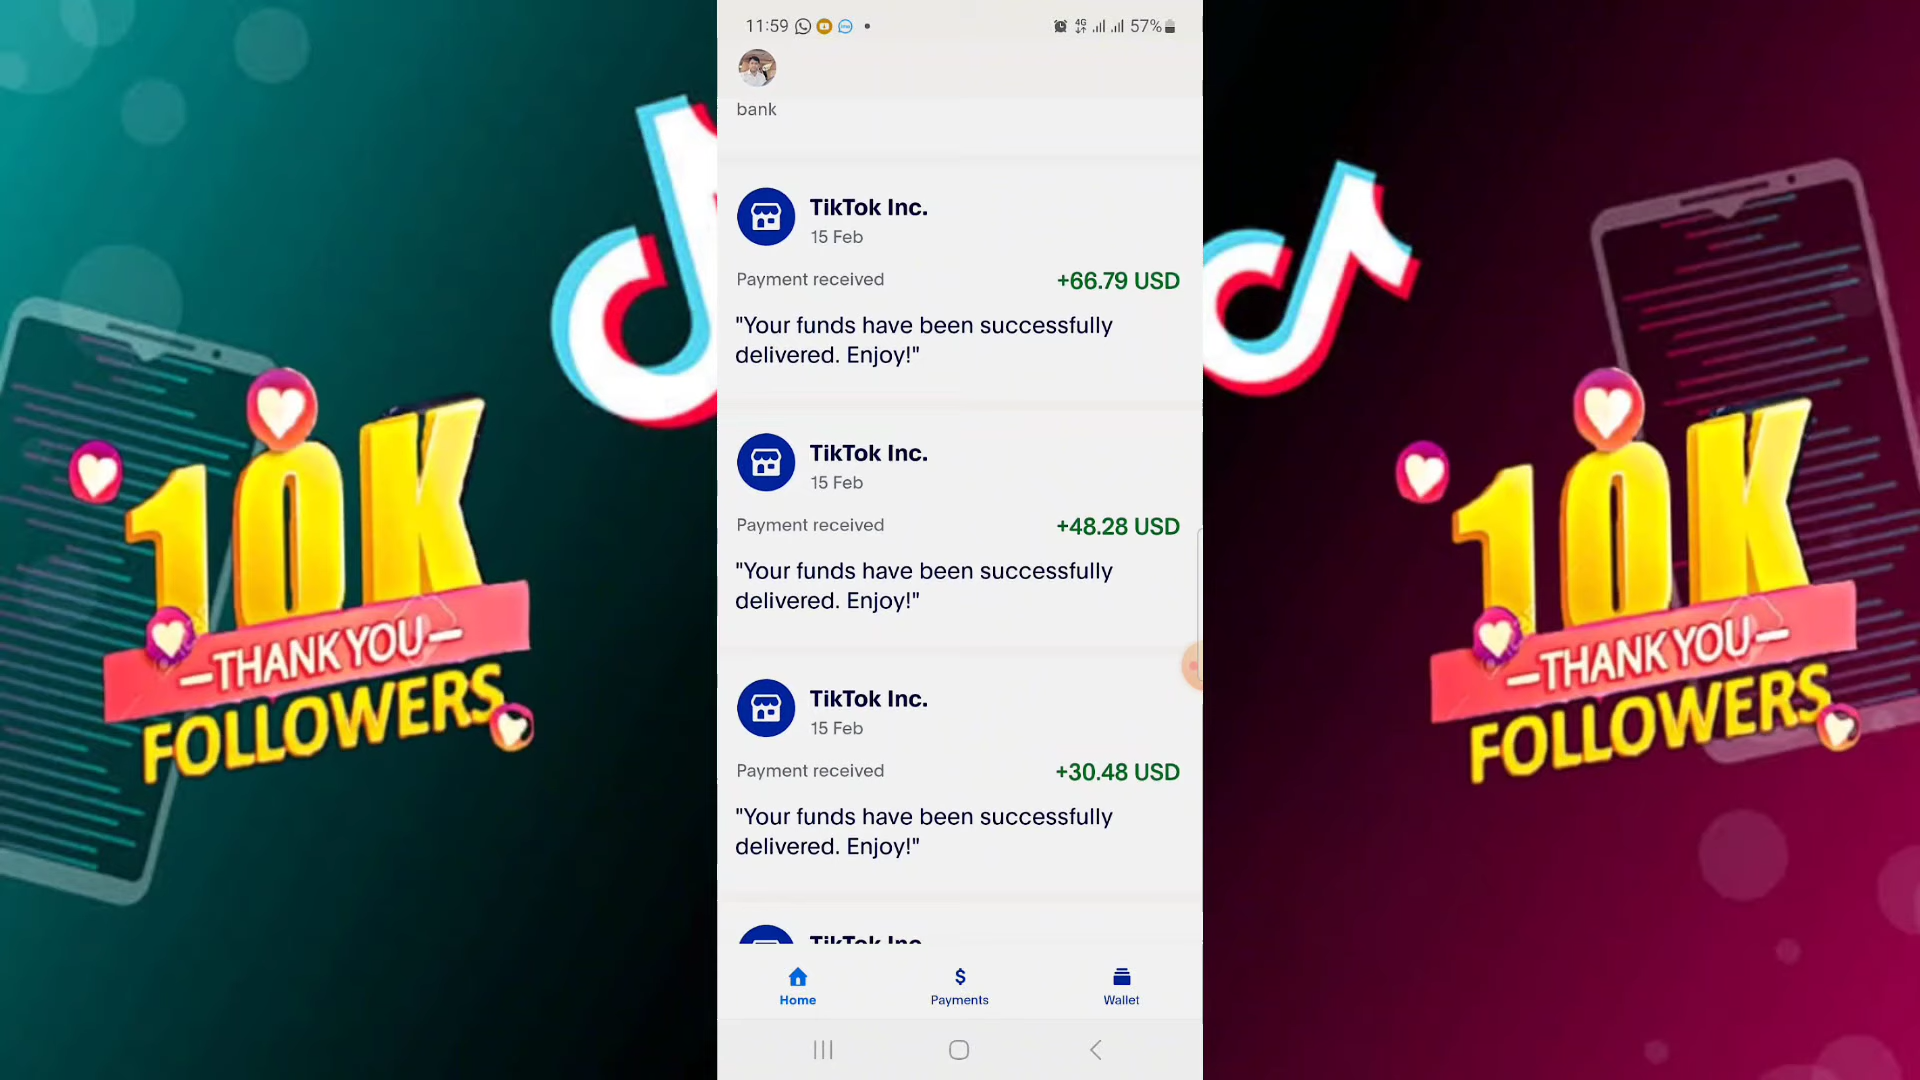 11:59
4G
57%
bank
TikTok Inc.
15 Feb
Payment received +66.79 USD
"Your funds have been successfully
delivered. Enjoy!"
TikTok Inc.
15 Feb
Payment received +48.28 USD
"Your funds have been successfully
delivered. Enjoy!"
TikTok Inc.
15 Feb
Payment received +30.48 USD
"Your funds have been successfully
delivered. Enjoy!"
TikTok Inc.
Home Payments Wallet
10K
THANK YOU
FOLLOWERS
10K
THANK YOU
FOLLOWERS